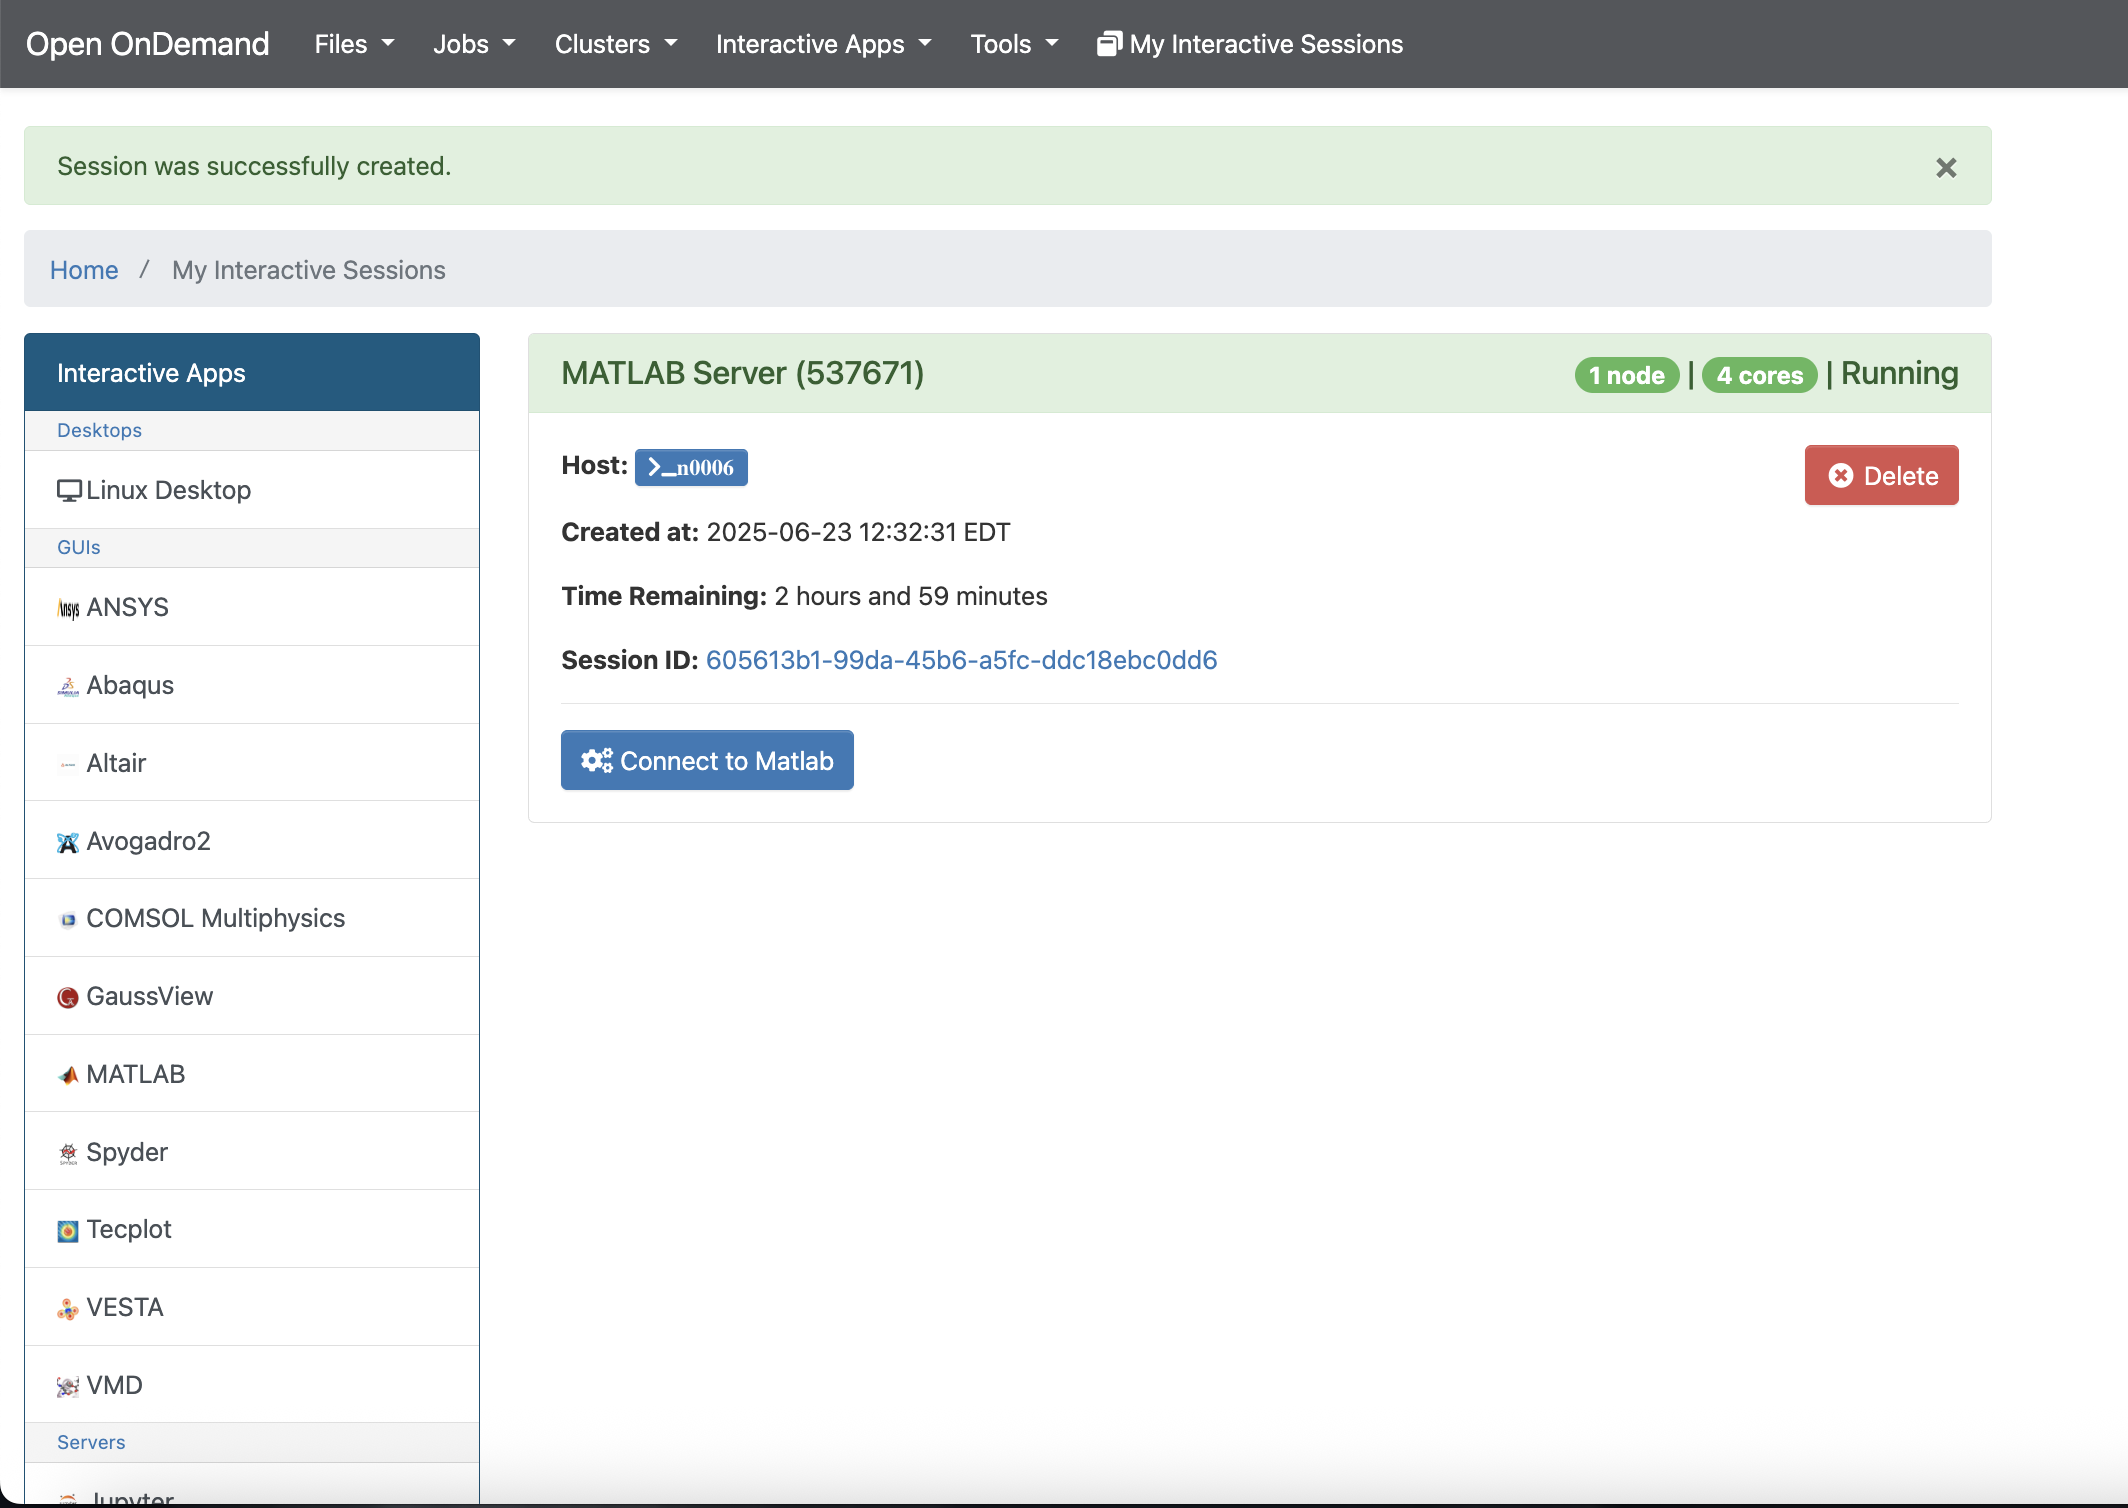 Open OnDemand Files Jobs Clusters Interactive Apps Tools My Interactive Sessions
Session was successfully created.
Home / My Interactive Sessions
Interactive Apps
Desktops
Linux Desktop
GUIs
Ansys ANSYS
Abaqus
Altair
Avogadro2
COMSOL Multiphysics
GaussView
MATLAB
Spyder
Tecplot
VESTA
VMD
Servers
Jupyter
MATLAB Server (537671)
1 node | 4 cores | Running
Host: >_n0006
Delete
Created at: 2025-06-23 12:32:31 EDT
Time Remaining: 2 hours and 59 minutes
Session ID: 605613b1-99da-45b6-a5fc-ddc18ebc0dd6
Connect to Matlab